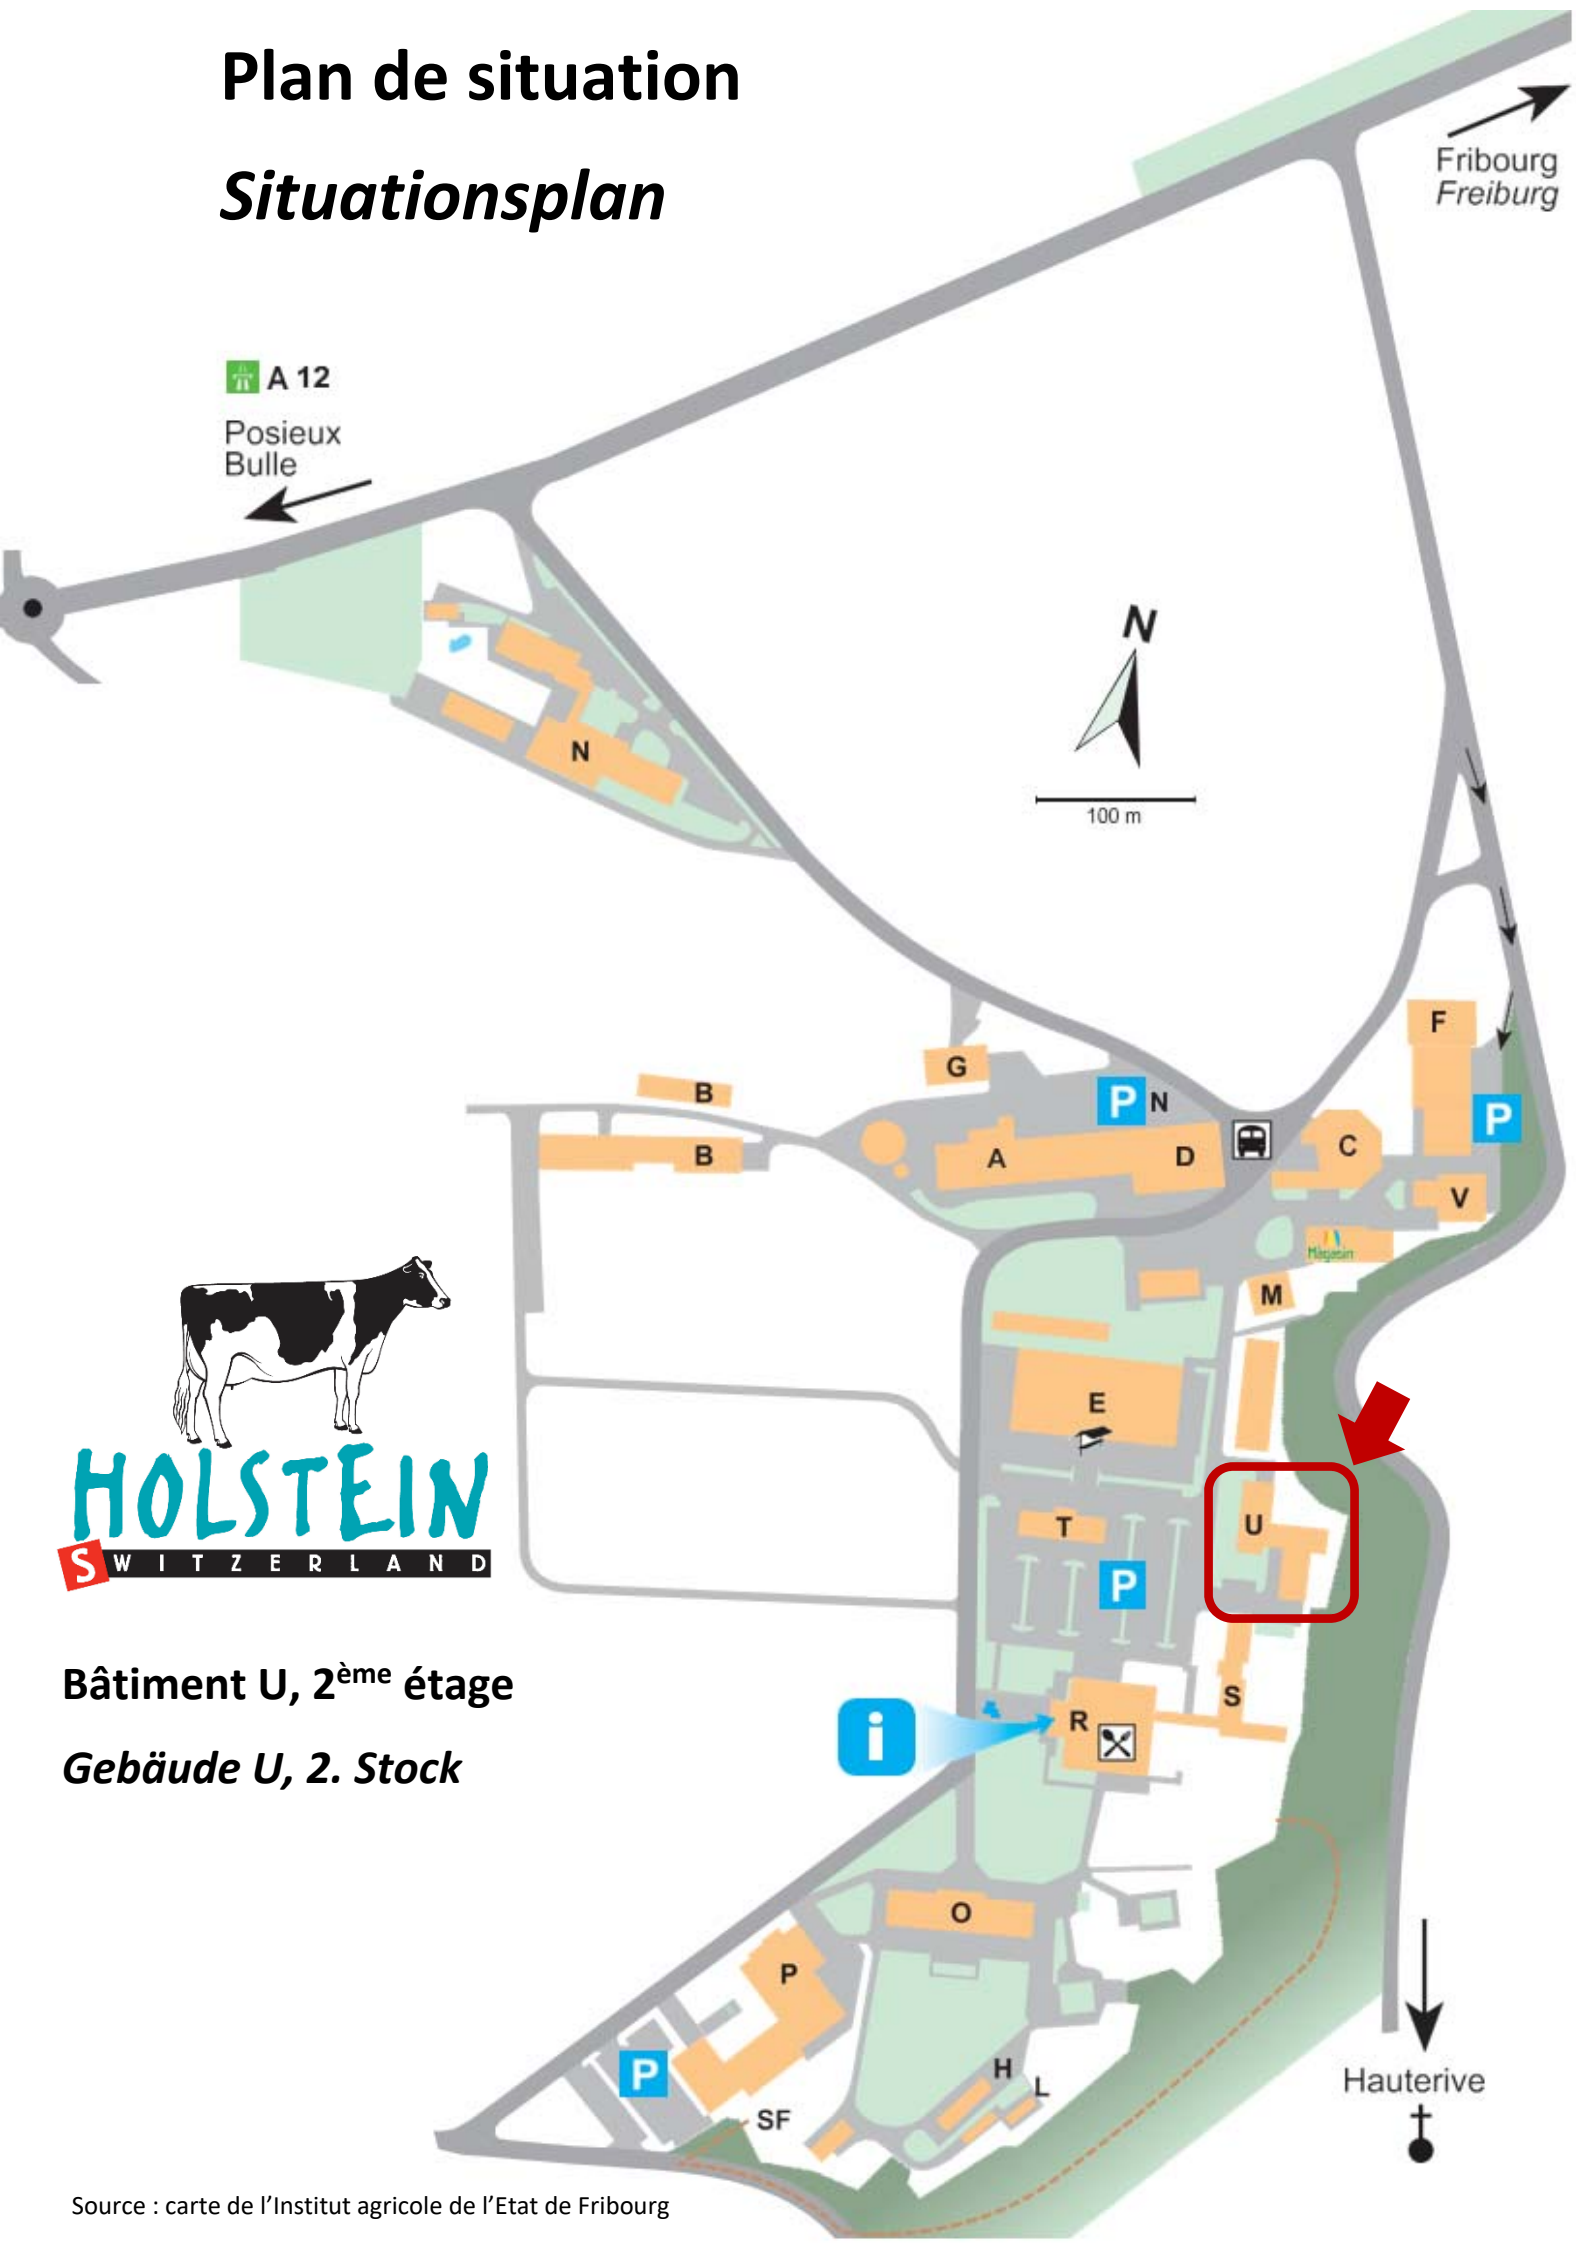 Plan de situation
Situationsplan
Fribourg
Freiburg
A 12
Posieux
Bulle
N
N
100 m
F
G
B
P N
P
B
A
D
C
V
Magasin
M
E
HOLSTEIN
SWITZERLAND
T
U
P
Bâtiment U, 2ème étage
S
i
R
Gebäude U, 2. Stock
O
P
P
H
L
Hauterive
SF
Source : carte de l’Institut agricole de l’Etat de Fribourg